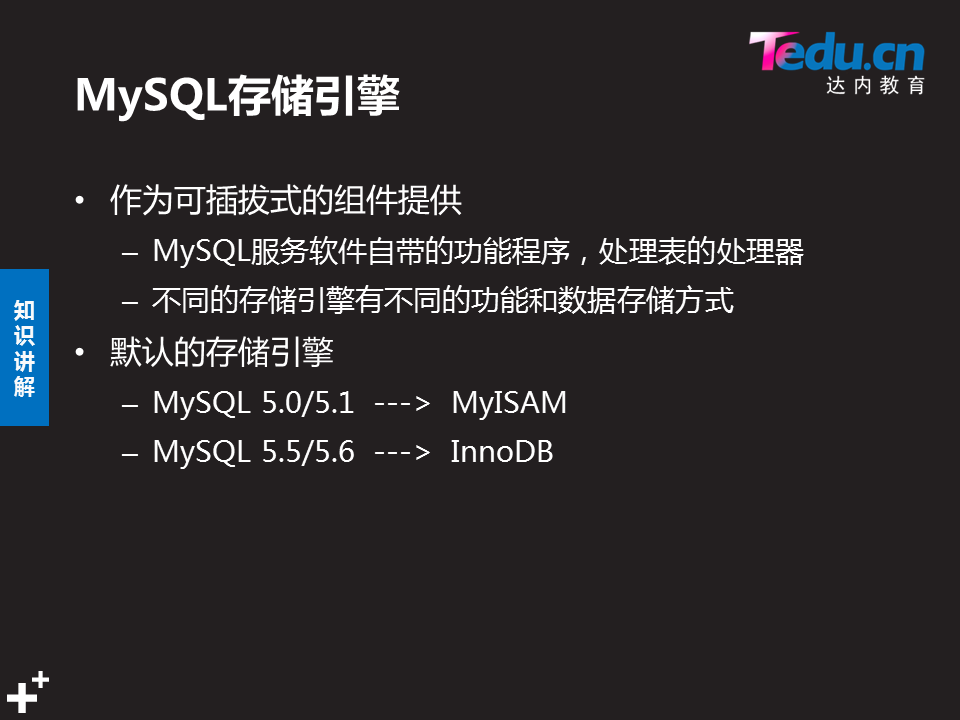 Tedu.cn
达内教育
MySQL存储引擎
• 作为可插拔式的组件提供
– MySQL服务软件自带的功能程序，处理表的处理器
– 不同的存储引擎有不同的功能和数据存储方式
• 默认的存储引擎
– MySQL 5.0/5.1 ---> MyISAM
– MySQL 5.5/5.6 ---> InnoDB
知
识
讲
解